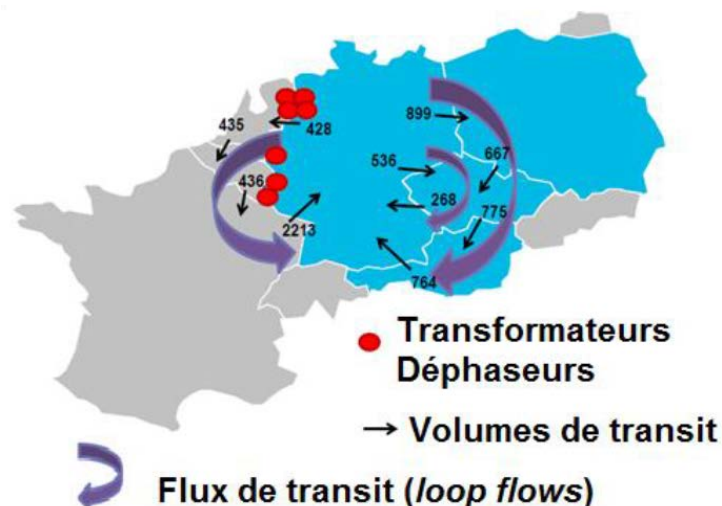 899
435
428
536
667
436
268
775
2213
764
Transformateurs
Déphaseurs
Volumes de transit
Flux de transit (loop flows)